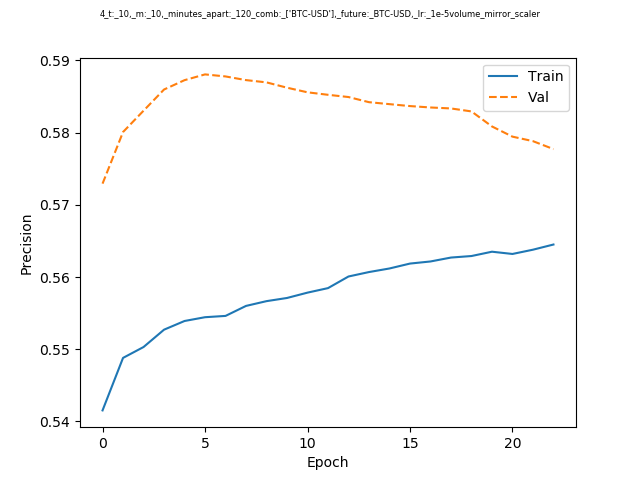 4_t:_10,_m:_10,_minutes_apart:_120_comb:_['BTC-USD'],_future:_BTC-USD,_lr:_1e-5volume_mirror_scaler
0.59
Train
Val
0.58
0.57
Precision
0.56
0.55
0.54
0 5 10 15 20
Epoch